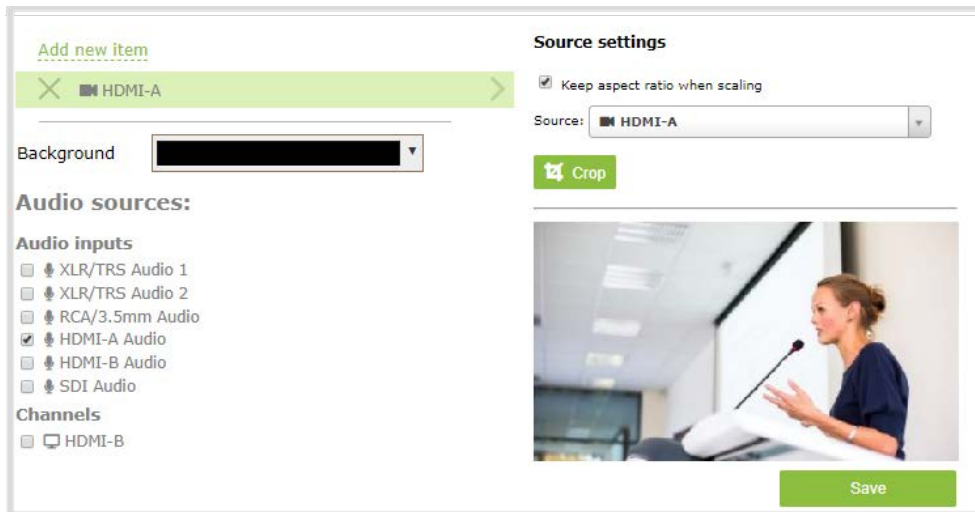 Add new item
HDMI-A
Background
Audio sources:
Audio inputs
XLR/TRS Audio 1
XLR/TRS Audio 2
RCA/3.5mm Audio
HDMI-A Audio
HDMI-B Audio
SDI Audio
Channels
HDMI-B
Source settings
Keep aspect ratio when scaling
Source: HDMI-A
Crop
Save